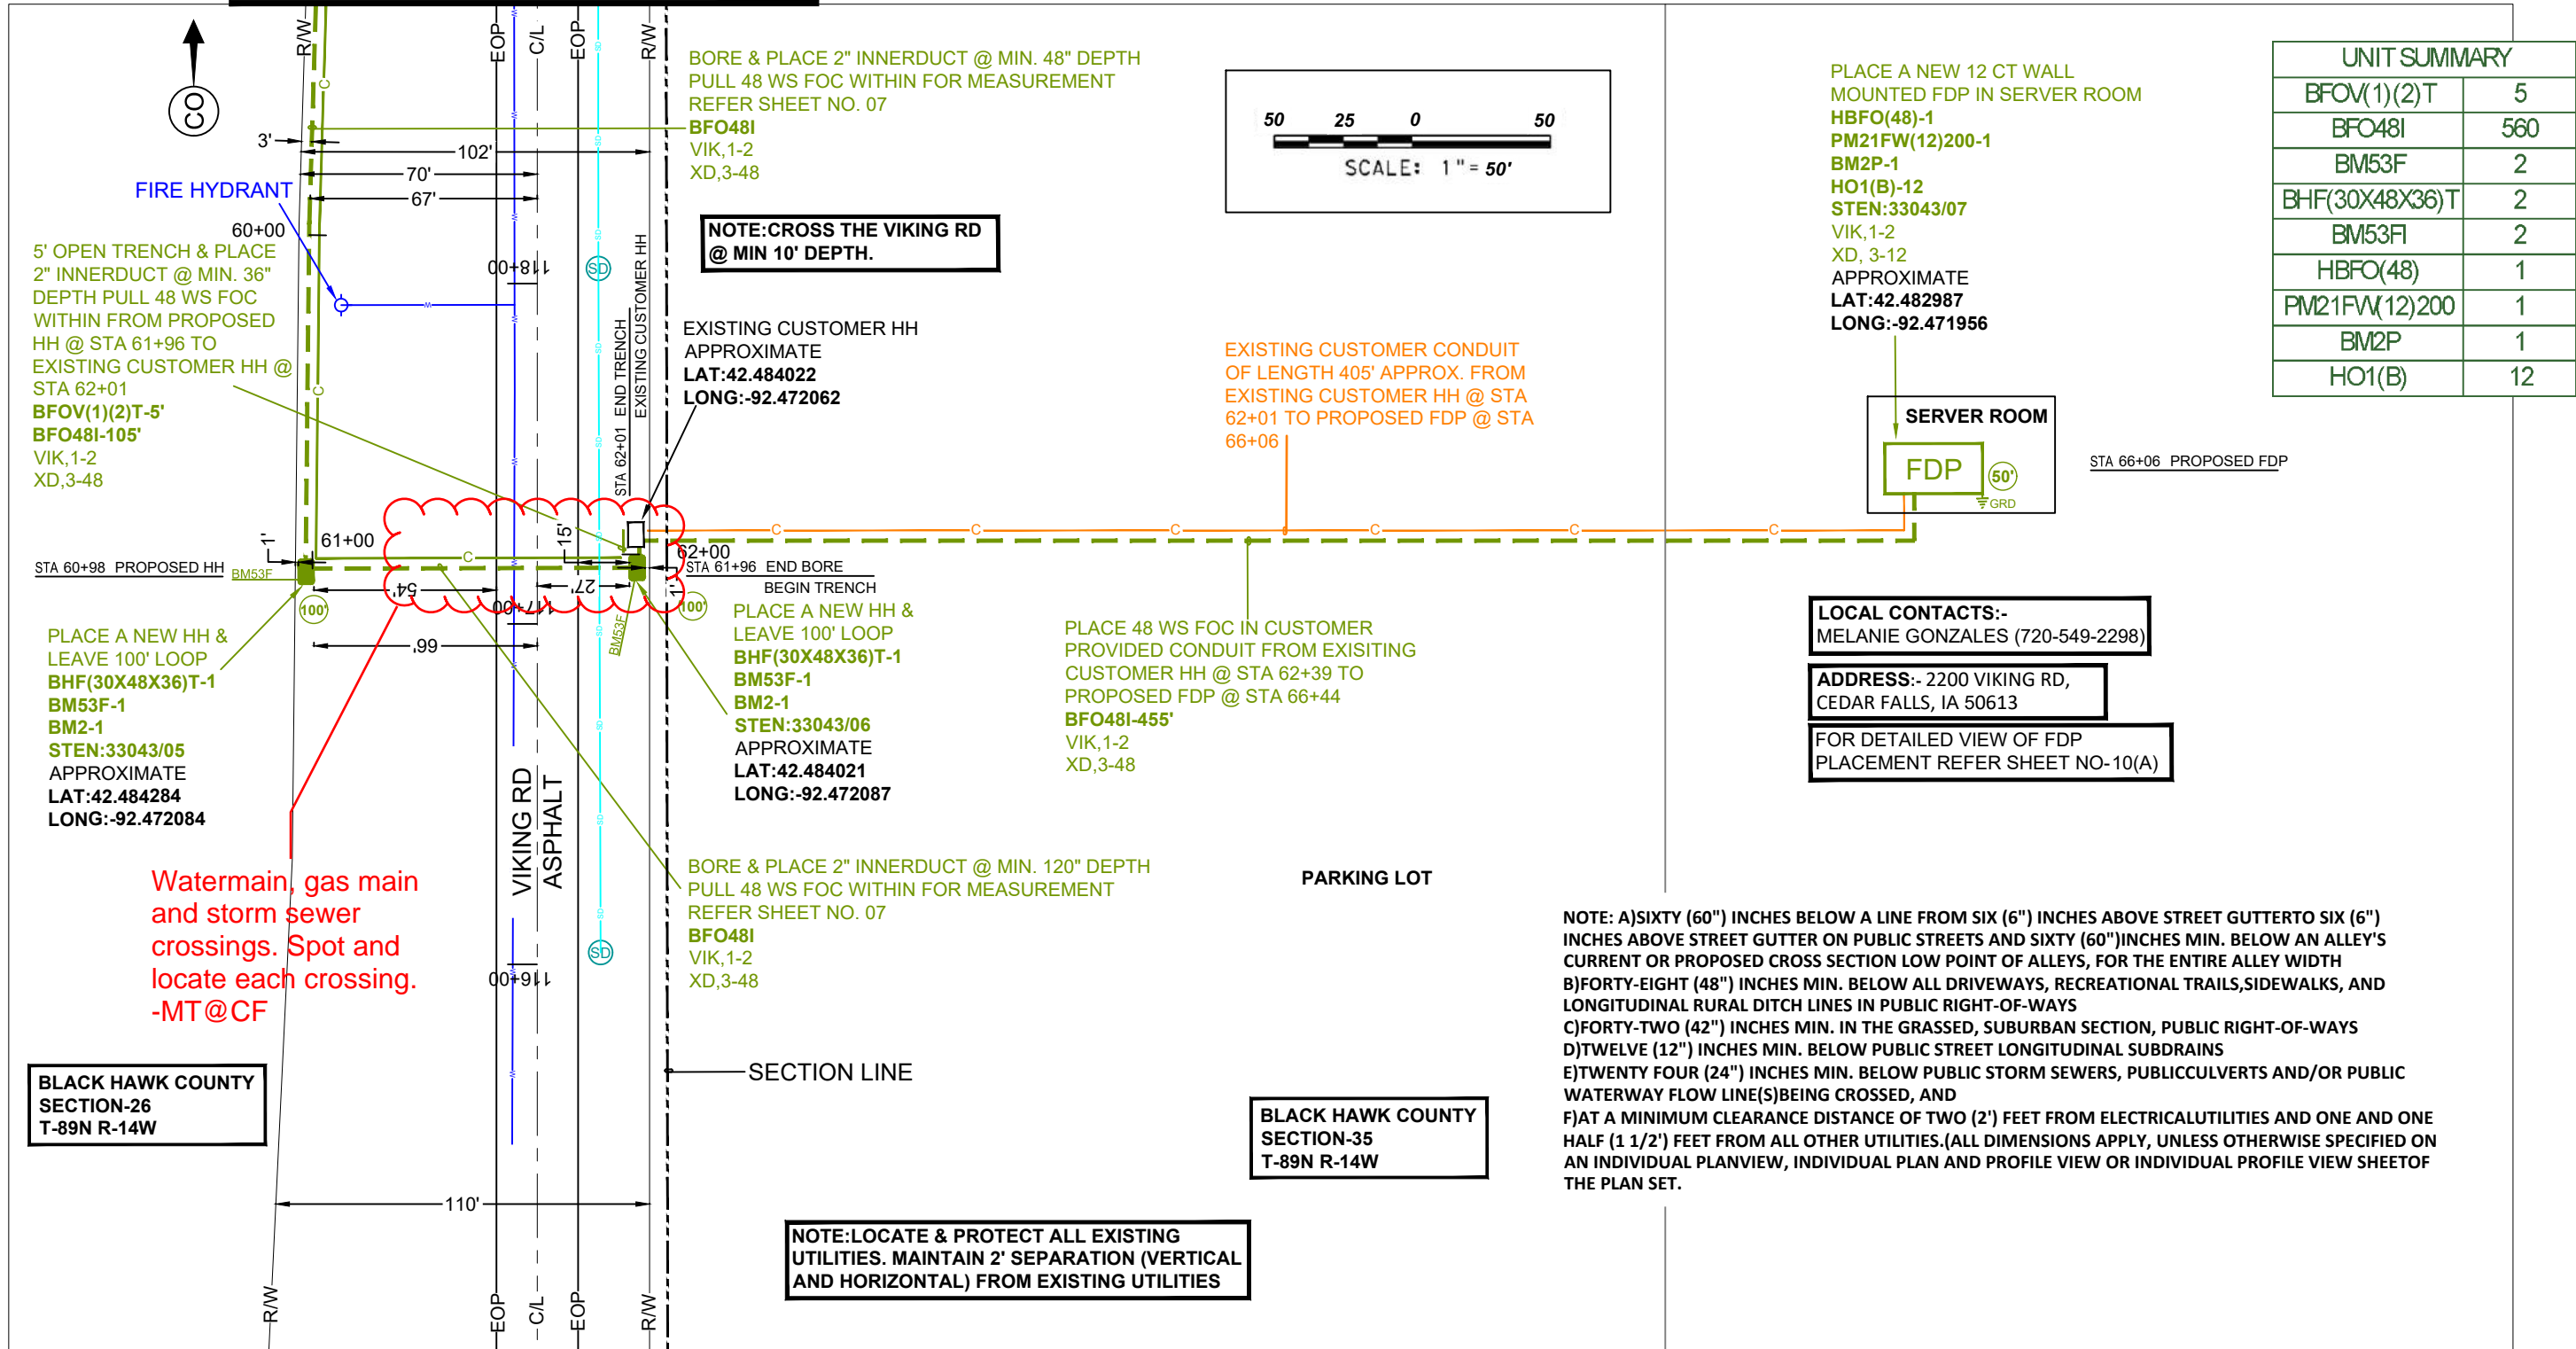 R/W
EOP
C/L
EOP
R/W
CO
BORE & PLACE 2" INNERDUCT @ MIN. 48" DEPTH
PULL 48 WS FOC WITHIN FOR MEASUREMENT
REFER SHEET NO. 07
BFO48I
VIK,1-2
XD,3-48
3'
102'
70'
67'
FIRE HYDRANT
60+00
5' OPEN TRENCH & PLACE
2" INNERDUCT @ MIN. 36"
DEPTH PULL 48 WS FOC
WITHIN FROM PROPOSED
HH @ STA 61+96 TO
EXISTING CUSTOMER HH @
STA 62+01
BFOV(1)(2)T-5'
BFO48I-105'
VIK,1-2
XD,3-48
NOTE:CROSS THE VIKING RD
@ MIN 10' DEPTH.
118+00
SD
STA 62+01 END TRENCH
EXISTING CUSTOMER HH
EXISTING CUSTOMER HH
APPROXIMATE
LAT:42.484022
LONG:-92.472062
50 25 0 50
SCALE: 1"= 50'
EXISTING CUSTOMER CONDUIT
OF LENGTH 405' APPROX. FROM
EXISTING CUSTOMER HH @ STA
62+01 TO PROPOSED FDP @ STA
66+06
PLACE A NEW 12 CT WALL
MOUNTED FDP IN SERVER ROOM
HBFO(48)-1
PM21FW(12)200-1
BM2P-1
HO1(B)-12
STEN:33043/07
VIK,1-2
XD, 3-12
APPROXIMATE
LAT:42.482987
LONG:-92.471956
UNIT SUMMARY
BFOV(1)(2)T 5
BFO48I 560
BM53F 2
BHF(30X48X36)T 2
BM53FI 2
HBFO(48) 1
PM21FW(12)200 1
BM2P 1
HO1(B) 12
SERVER ROOM
FDP
50'
GRD
STA 66+06 PROPOSED FDP
C C C C C C
1'
61+00
C
15'
62+00
STA 60+98 PROPOSED HH
BM53F
STA 61+96 END BORE
BEGIN TRENCH
54'
27'
1'
117+00
100'
100'
66'
BM53F
PLACE A NEW HH &
LEAVE 100' LOOP
BHF(30X48X36)T-1
BM53F-1
BM2-1
STEN:33043/05
APPROXIMATE
LAT:42.484284
LONG:-92.472084
PLACE A NEW HH &
LEAVE 100' LOOP
BHF(30X48X36)T-1
BM53F-1
BM2-1
STEN:33043/06
APPROXIMATE
LAT:42.484021
LONG:-92.472087
PLACE 48 WS FOC IN CUSTOMER
PROVIDED CONDUIT FROM EXISITING
CUSTOMER HH @ STA 62+39 TO
PROPOSED FDP @ STA 66+44
BFO48I-455'
VIK,1-2
XD,3-48
LOCAL CONTACTS:-
MELANIE GONZALES (720-549-2298)
ADDRESS:- 2200 VIKING RD,
CEDAR FALLS, IA 50613
FOR DETAILED VIEW OF FDP
PLACEMENT REFER SHEET NO-10(A)
VIKING RD
ASPHALT
Watermain, gas main
and storm sewer
crossings. Spot and
locate each crossing.
-MT@CF
BORE & PLACE 2" INNERDUCT @ MIN. 120" DEPTH
PULL 48 WS FOC WITHIN FOR MEASUREMENT
REFER SHEET NO. 07
BFO48I
VIK,1-2
XD,3-48
SD
116+00
PARKING LOT
NOTE: A)SIXTY (60") INCHES BELOW A LINE FROM SIX (6") INCHES ABOVE STREET GUTTERTO SIX (6")
INCHES ABOVE STREET GUTTER ON PUBLIC STREETS AND SIXTY (60")INCHES MIN. BELOW AN ALLEY'S
CURRENT OR PROPOSED CROSS SECTION LOW POINT OF ALLEYS, FOR THE ENTIRE ALLEY WIDTH
B)FORTY-EIGHT (48") INCHES MIN. BELOW ALL DRIVEWAYS, RECREATIONAL TRAILS,SIDEWALKS, AND
LONGITUDINAL RURAL DITCH LINES IN PUBLIC RIGHT-OF-WAYS
C)FORTY-TWO (42") INCHES MIN. IN THE GRASSED, SUBURBAN SECTION, PUBLIC RIGHT-OF-WAYS
D)TWELVE (12") INCHES MIN. BELOW PUBLIC STREET LONGITUDINAL SUBDRAINS
E)TWENTY FOUR (24") INCHES MIN. BELOW PUBLIC STORM SEWERS, PUBLICCULVERTS AND/OR PUBLIC
WATERWAY FLOW LINE(S)BEING CROSSED, AND
F)AT A MINIMUM CLEARANCE DISTANCE OF TWO (2') FEET FROM ELECTRICALUTILITIES AND ONE AND ONE
HALF (1 1/2') FEET FROM ALL OTHER UTILITIES.(ALL DIMENSIONS APPLY, UNLESS OTHERWISE SPECIFIED ON
AN INDIVIDUAL PLANVIEW, INDIVIDUAL PLAN AND PROFILE VIEW OR INDIVIDUAL PROFILE VIEW SHEETOF
THE PLAN SET.
SECTION LINE
BLACK HAWK COUNTY
SECTION-26
T-89N R-14W
BLACK HAWK COUNTY
SECTION-35
T-89N R-14W
110'
NOTE:LOCATE & PROTECT ALL EXISTING
UTILITIES. MAINTAIN 2' SEPARATION (VERTICAL
AND HORIZONTAL) FROM EXISTING UTILITIES
R/W
EOP
C/L
EOP
R/W